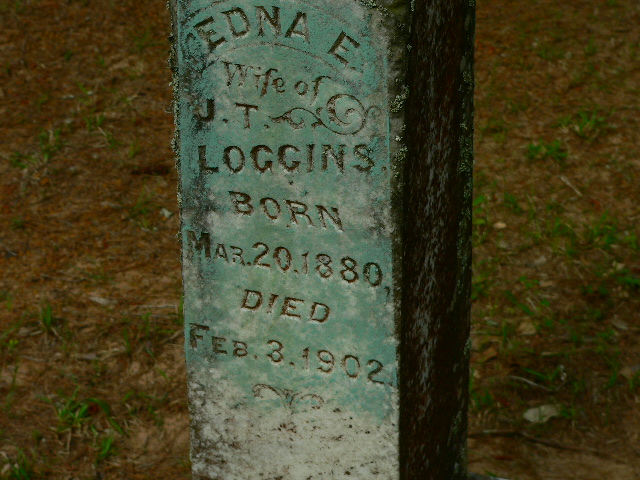 EDNA E.
Wife of
J. T.
LOGGINS.
BORN
MAR. 20. 1880,
DIED
FEB. 3. 1902.